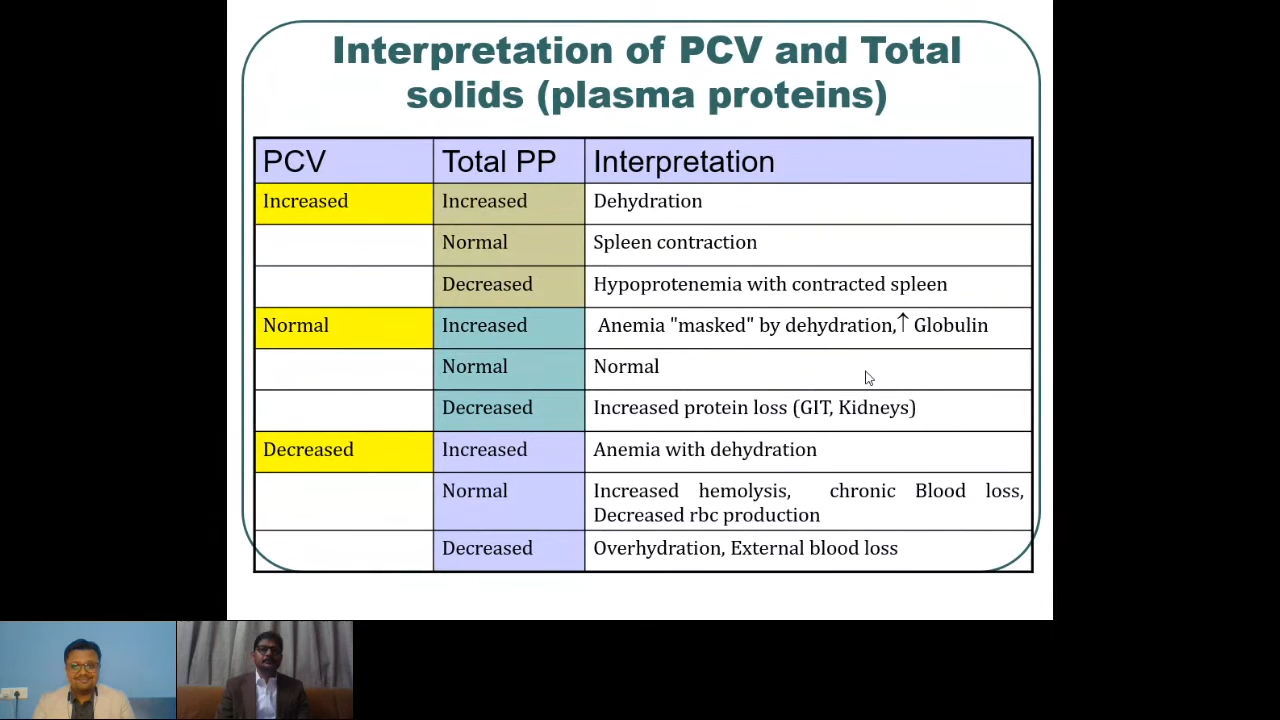 Interpretation of PCV and Total
solids (plasma proteins)
PCV Total PP Interpretation
Increased Increased Dehydration
Normal Spleen contraction
Decreased Hypoprotenemia with contracted spleen
Normal Increased Anemia "masked" by dehydration,↑ Globulin
Normal Normal
Decreased Increased protein loss (GIT, Kidneys)
Decreased Increased Anemia with dehydration
Normal Increased hemolysis, chronic Blood loss,
Decreased rbc production
Decreased Overhydration, External blood loss